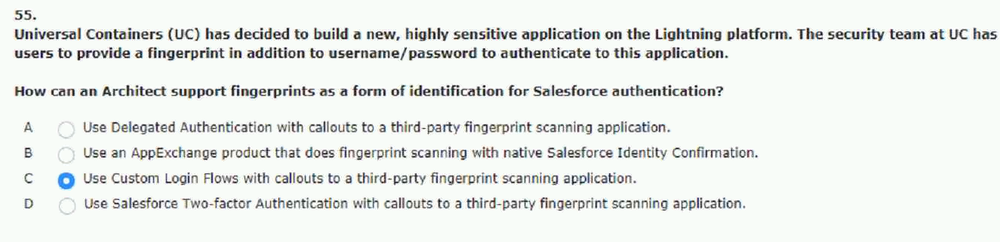 55.
Universal Containers (UC) has decided to build a new, highly sensitive application on the Lightning platform. The security team at UC has
users to provide a fingerprint in addition to username/password to authenticate to this application.
How can an Architect support fingerprints as a form of identification for Salesforce authentication?
A Use Delegated Authentication with callouts to a third-party fingerprint scanning application.
B Use an AppExchange product that does fingerprint scanning with native Salesforce Identity Confirmation.
C Use Custom Login Flows with callouts to a third-party fingerprint scanning application.
D Use Salesforce Two-factor Authentication with callouts to a third-party fingerprint scanning application.